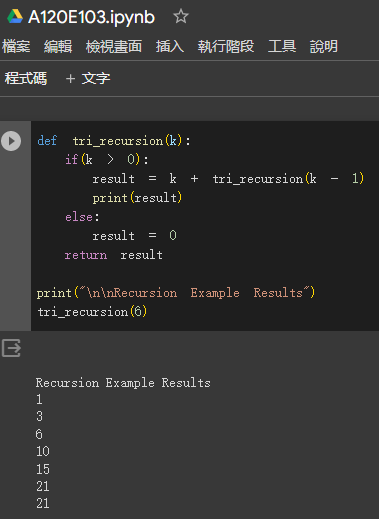 A120E103.ipynb
檔案 編輯 檢視畫面 插入 執行階段 工具 說明
程式碼 + 文字
def tri_recursion(k):
    if(k > 0):
        result = k + tri_recursion(k - 1)
        print(result)
    else:
        result = 0
    return result

print("\n\nRecursion Example Results")
tri_recursion(6)

Recursion Example Results
1
3
6
10
15
21
21